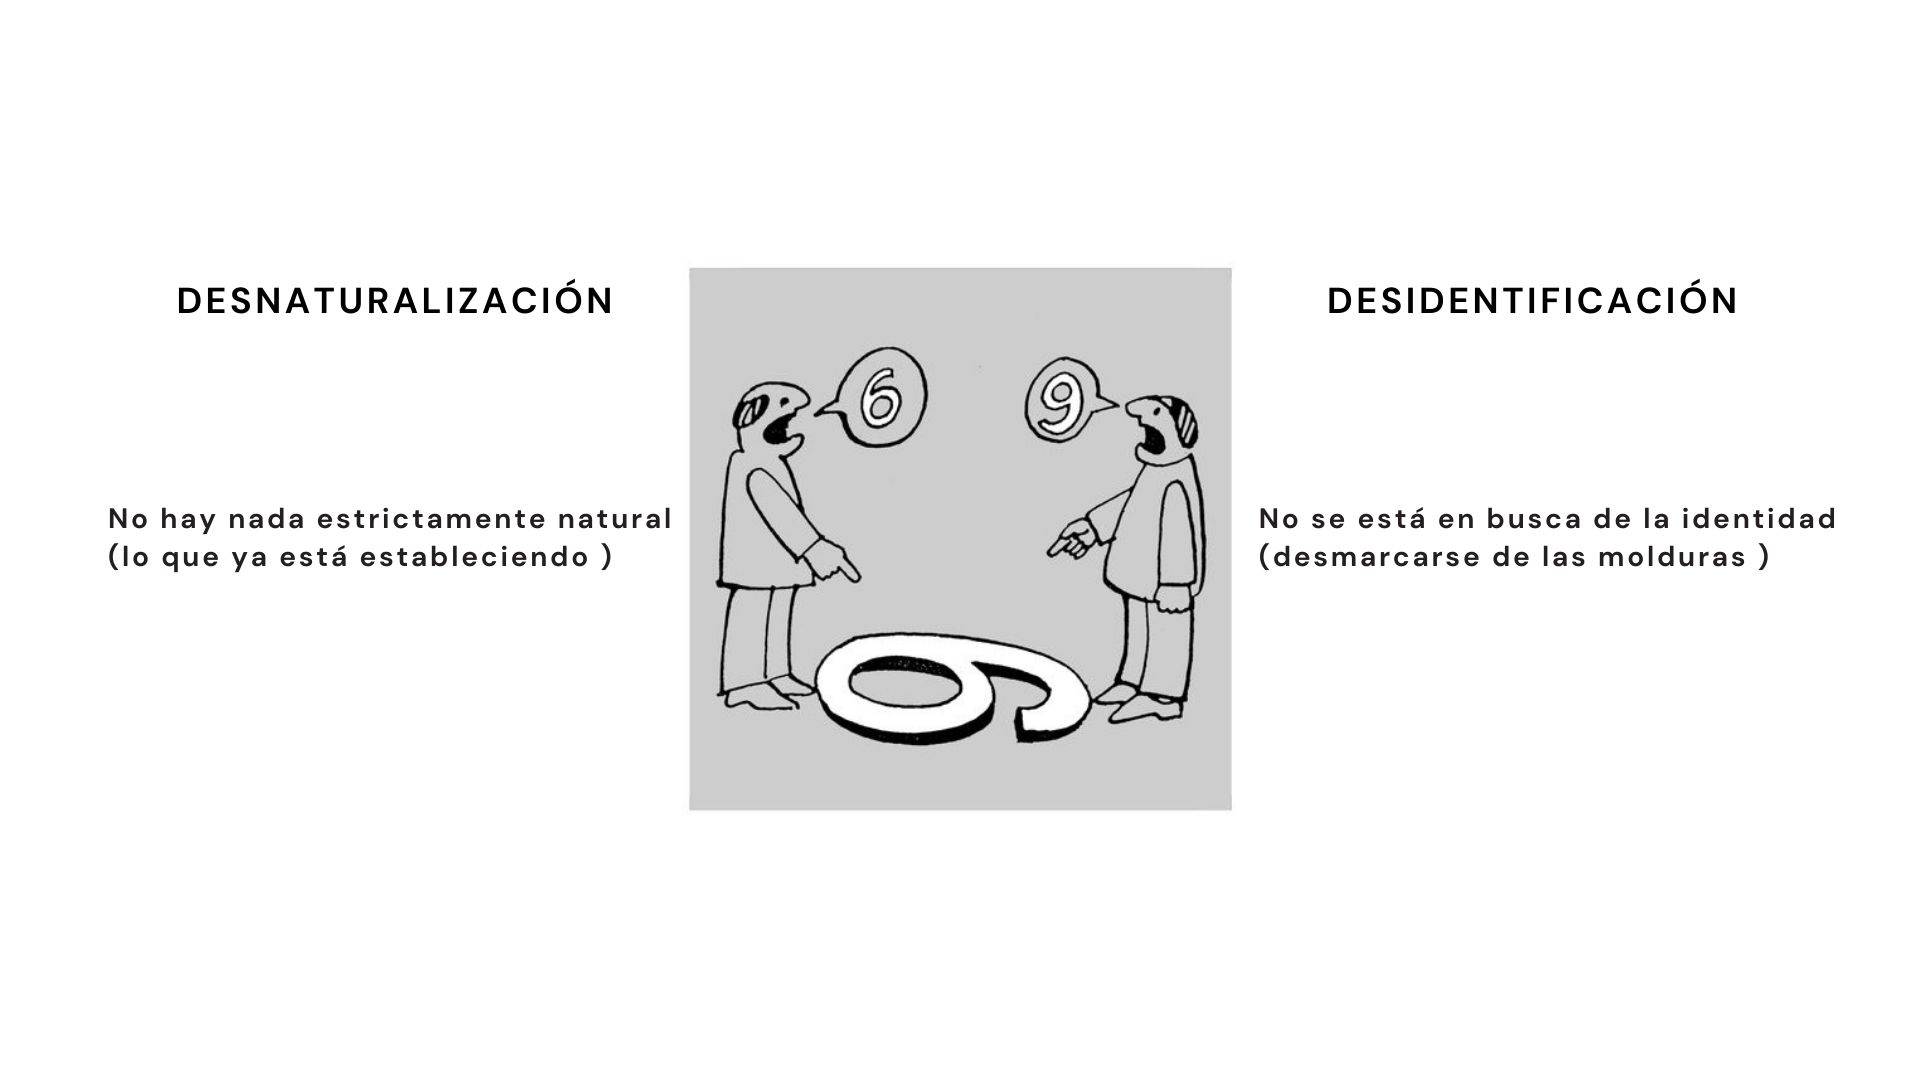 DESNATURALIZACIÓN
No hay nada estrictamente natural
(lo que ya está estableciendo )
6
9
DESIDENTIFICACIÓN
No se está en busca de la identidad
(desmarcarse de las molduras )